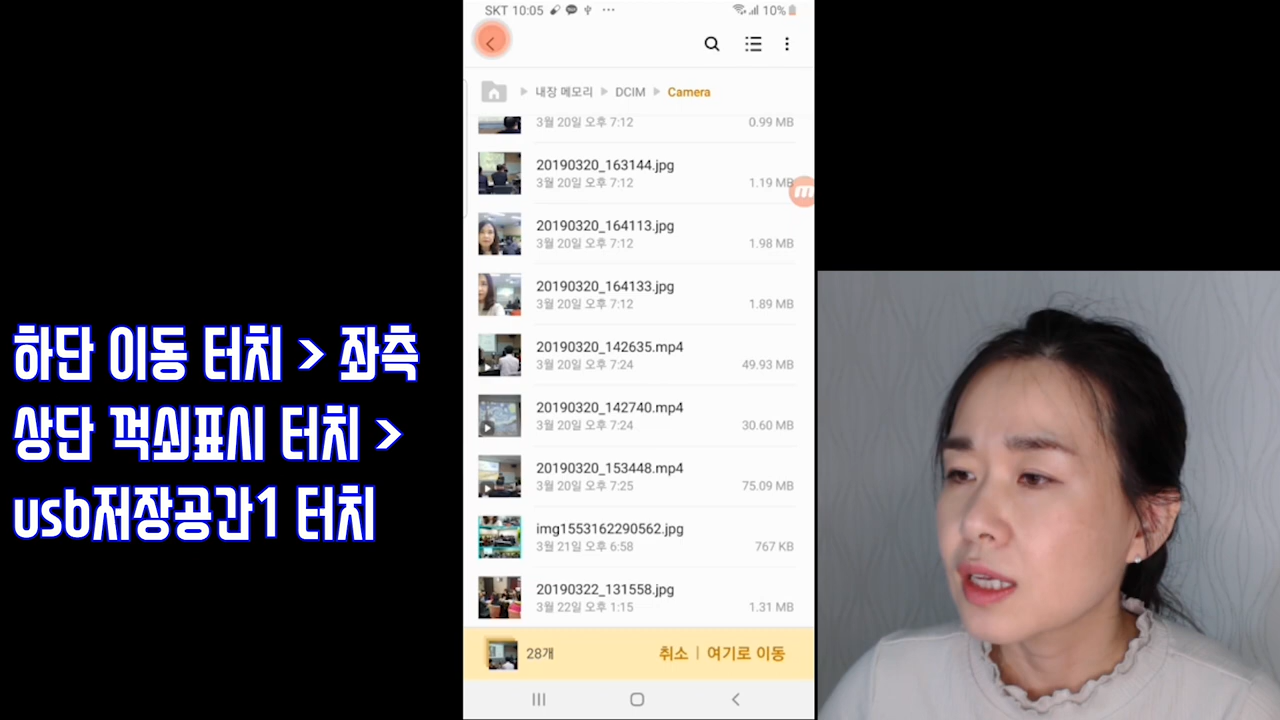 하단 이동 터치 > 좌측
상단 꺽쇠표시 터치 >
usb저장공간1 터치
SKT 10:05
10%
내장 메모리 ▶ DCIM ▶ Camera
3월 20일 오후 7:12 0.99 MB
20190320_163144.jpg
3월 20일 오후 7:12 1.19 MB
20190320_164113.jpg
3월 20일 오후 7:12 1.98 MB
20190320_164133.jpg
3월 20일 오후 7:12 1.89 MB
20190320_142635.mp4
3월 20일 오후 7:24 49.93 MB
20190320_142740.mp4
3월 20일 오후 7:24 30.60 MB
20190320_153448.mp4
3월 20일 오후 7:25 75.09 MB
img1553162290562.jpg
3월 21일 오후 6:58 767 KB
20190322_131558.jpg
3월 22일 오후 1:15 1.31 MB
28개 취소 | 여기로 이동